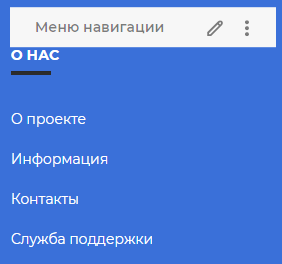 Меню навигации
О НАС
О проекте
Информация
Контакты
Служба поддержки